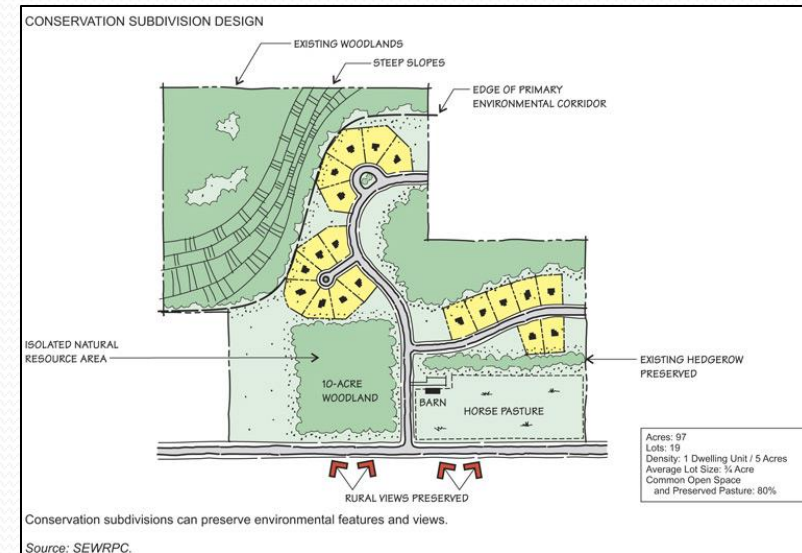 CONSERVATION SUBDIVISION DESIGN
EXISTING WOODLANDS
STEEP SLOPES
EDGE OF PRIMARY
ENVIRONMENTAL CORRIDOR
ISOLATED NATURAL
RESOURCE AREA
10-ACRE
WOODLAND
BARN
HORSE PASTURE
EXISTING HEDGEROW
PRESERVED
RURAL VIEWS PRESERVED
Acres: 97
Lots: 19
Density: 1 Dwelling Unit / 5 Acres
Average Lot Size: ¾ Acre
Common Open Space
and Preserved Pasture: 80%
Conservation subdivisions can preserve environmental features and views.
Source: SEWRPC.